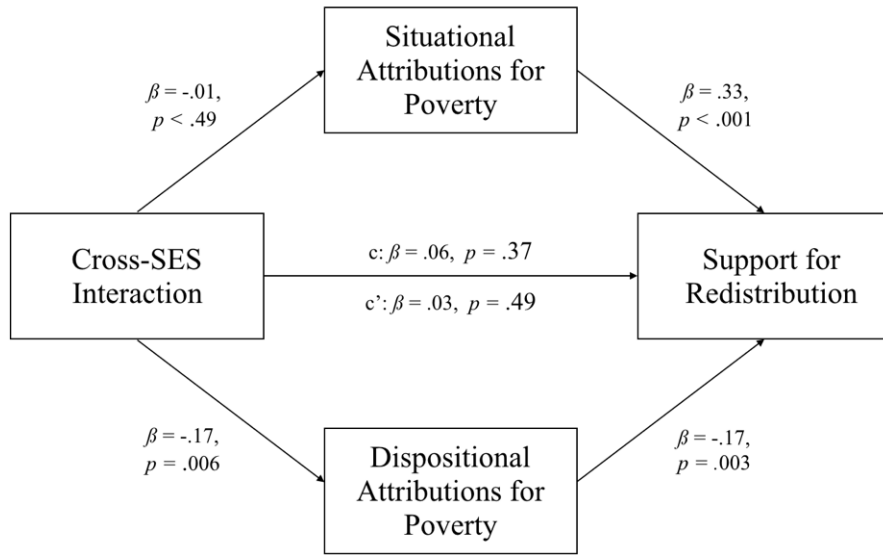 Situational
Attributions for
Poverty
β = -.01,
p < .49
β = .33,
p < .001
Cross-SES
Interaction
c: β = .06, p = .37
c’: β = .03, p = .49
Support for
Redistribution
β = -.17,
p = .006
Dispositional
Attributions for
Poverty
β = -.17,
p = .003